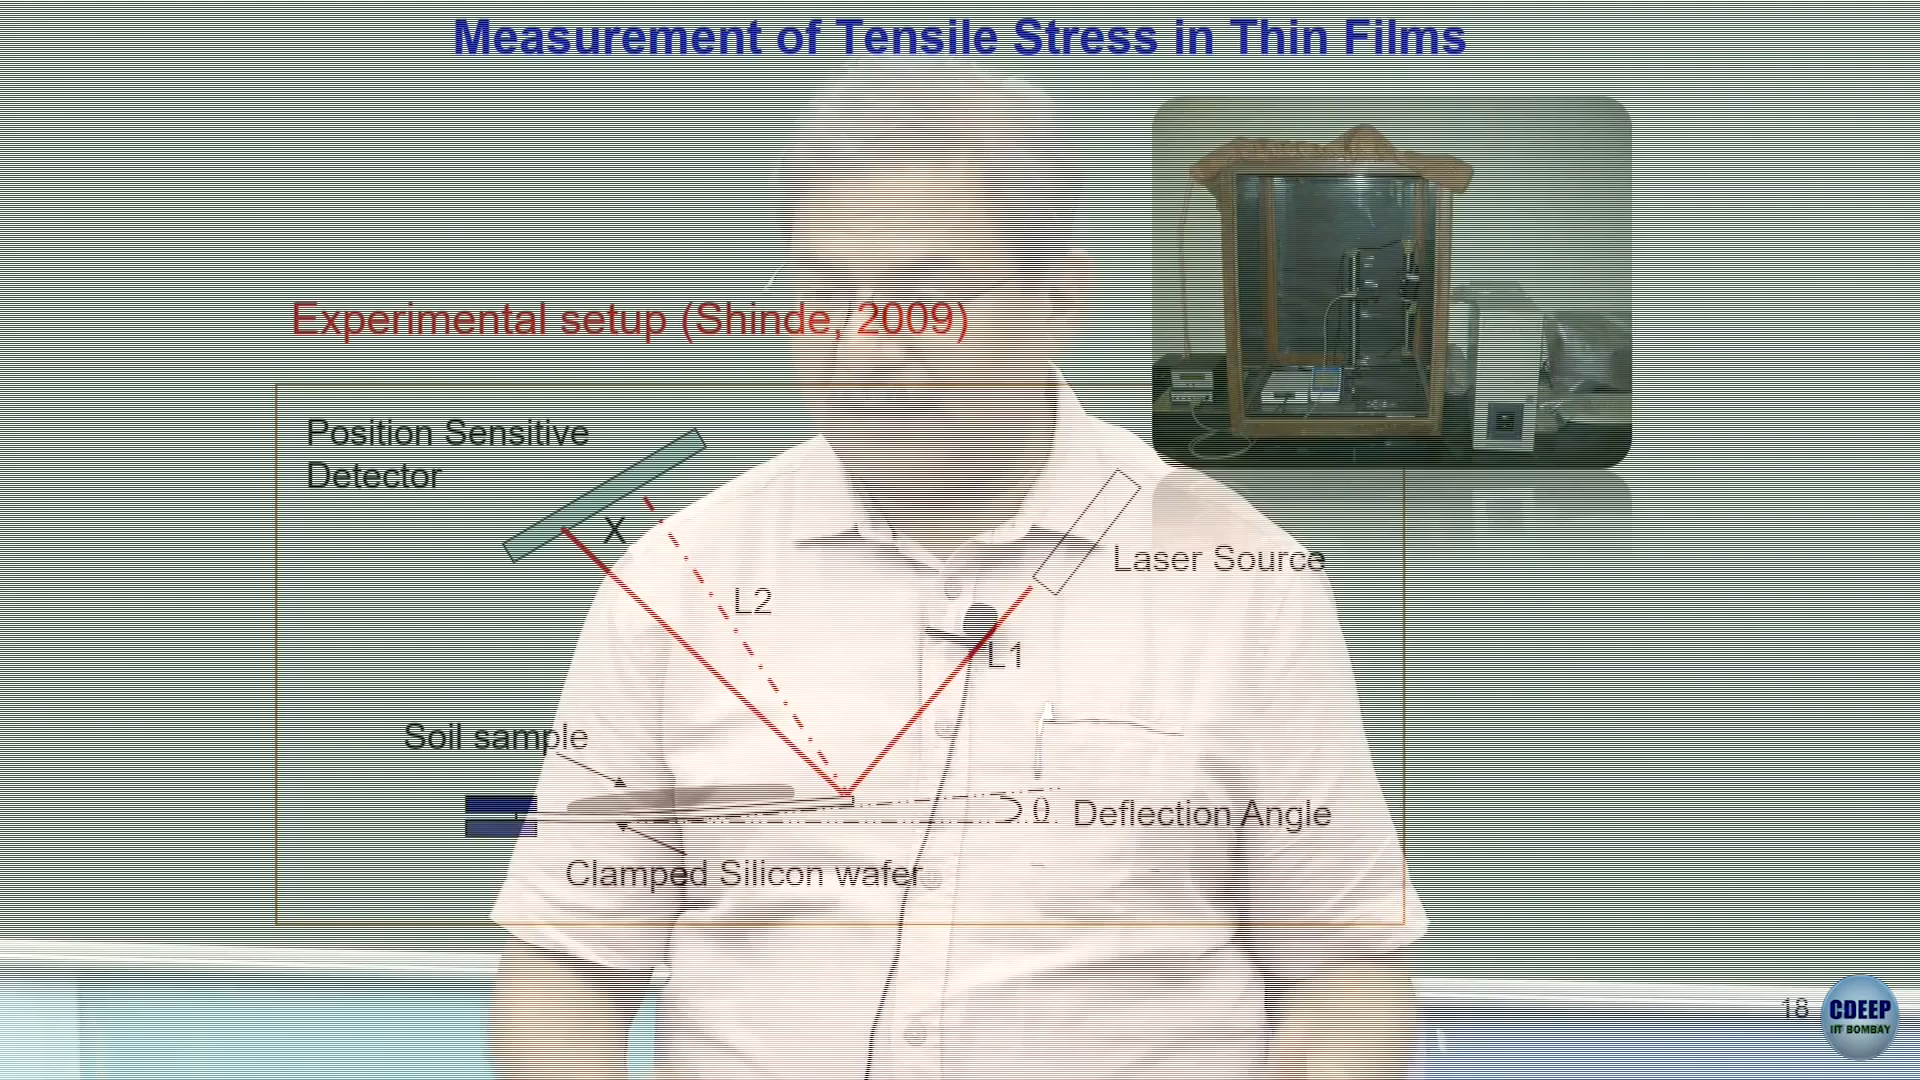 Measurement of Tensile Stress in Thin Films
Experimental setup (Shinde, 2009)
Position Sensitive
Detector
X
Laser Source
L2
L1
Soil sample
θ
Deflection Angle
Clamped Silicon wafer
18
CDEEP
IIT BOMBAY